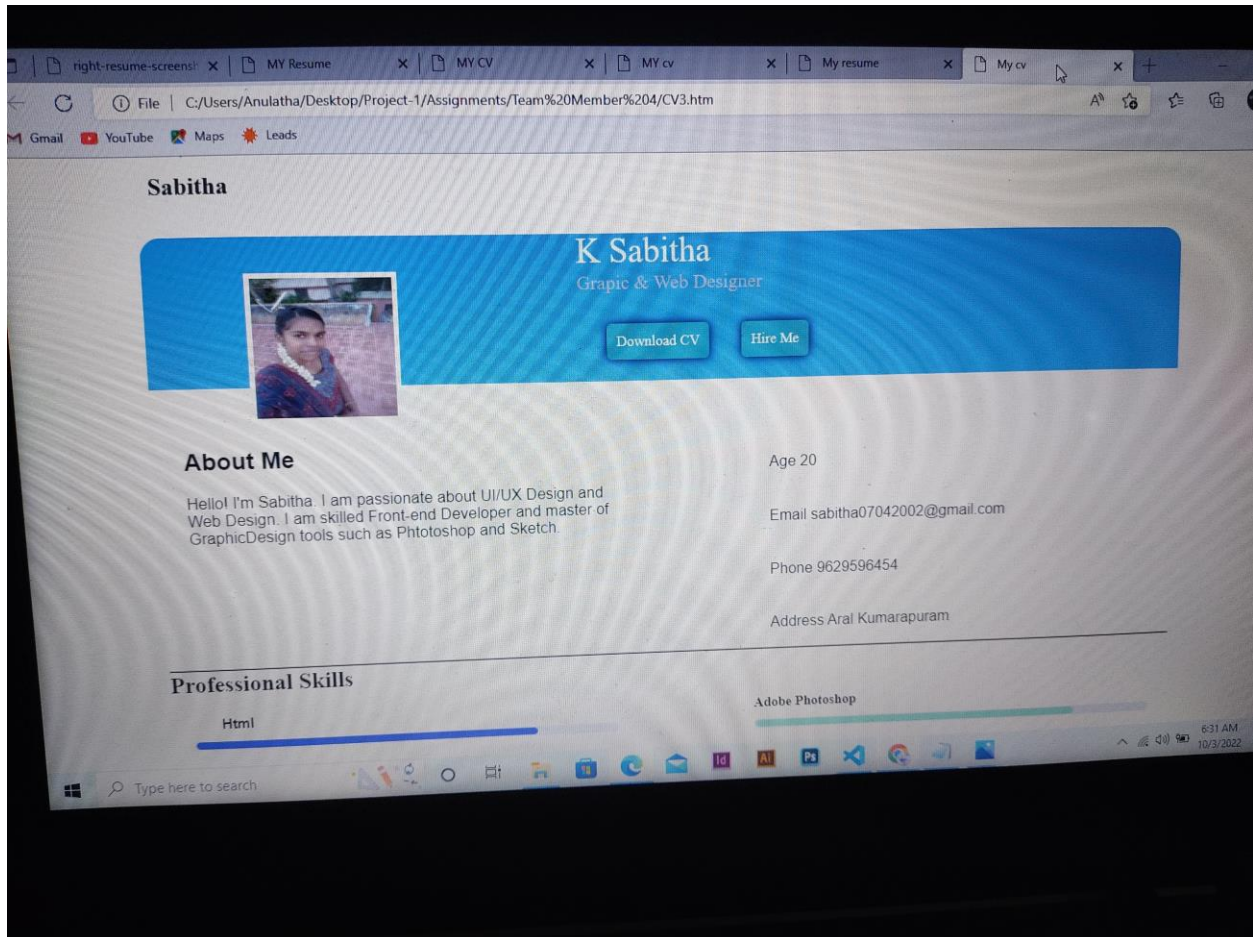 right-resume-screensh
MY Resume
MY CV
MY cv
My resume
My cv
File
C:/Users/Anulatha/Desktop/Project-1/Assignments/Team%20Member%204/CV3.htm
Gmail
YouTube
Maps
Leads
Sabitha
K Sabitha
Grapic & Web Designer
Download CV
Hire Me
About Me
Hello! I'm Sabitha. I am passionate about UI/UX Design and
Web Design. I am skilled Front-end Developer and master of
GraphicDesign tools such as Phtotoshop and Sketch.
Age 20
Email sabitha07042002@gmail.com
Phone 9629596454
Address Aral Kumarapuram
Professional Skills
Html
Adobe Photoshop
Type here to search
Id
Ai
Ps
6:31 AM
10/3/2022